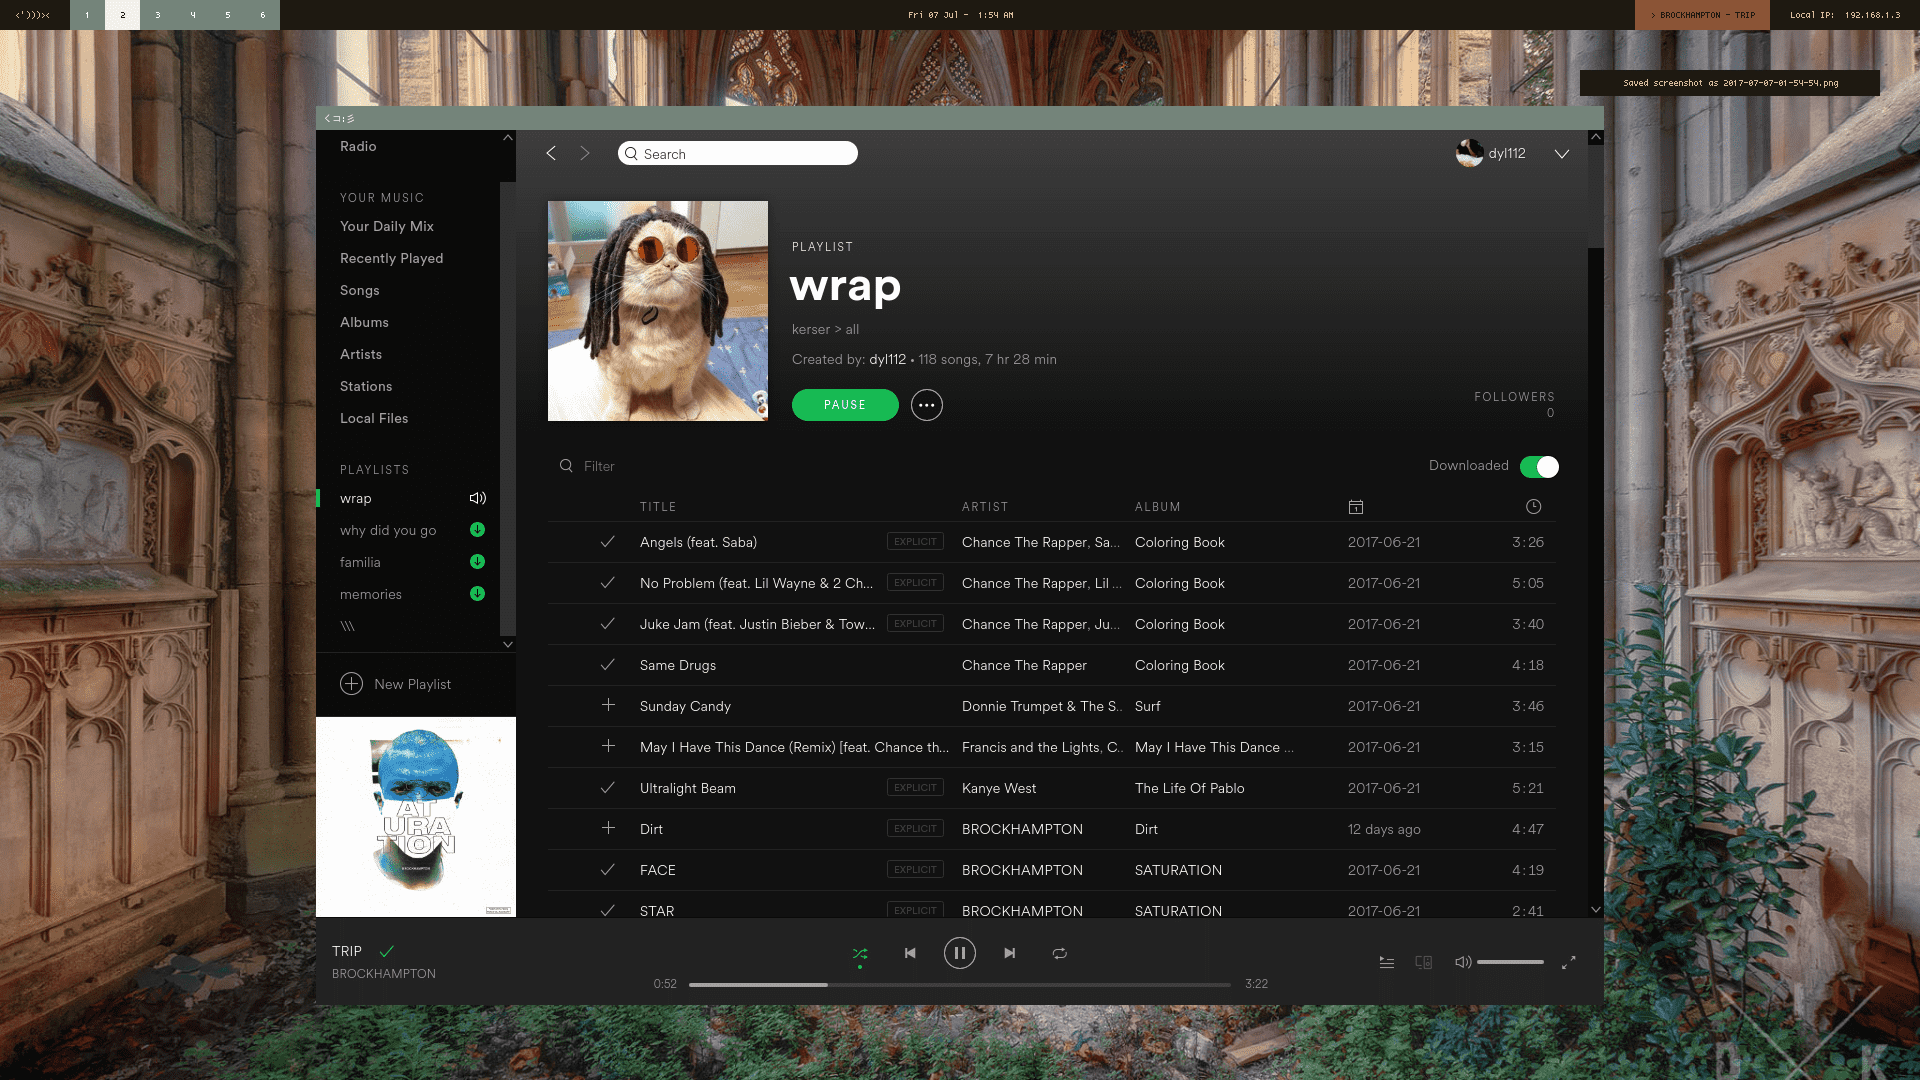 <')))><
1 2 3 4 5 6
Fri 07 Jul - 1:54 AM
> BROCKHAMPTON - TRIP
Local IP: 192.168.1.3
Saved screenshot as 2017-07-07-01-54-54.png
くコ:彡
Radio
YOUR MUSIC
Your Daily Mix
Recently Played
Songs
Albums
Artists
Stations
Local Files
PLAYLISTS
wrap
why did you go
familia
memories
\\\
New Playlist
AT
URA
TION
BROCKHAMPTON
Search
dyl112
PLAYLIST
wrap
kerser > all
Created by: dyl112 • 118 songs, 7 hr 28 min
PAUSE
FOLLOWERS
0
Filter
Downloaded
TITLE ARTIST ALBUM
Angels (feat. Saba) EXPLICIT Chance The Rapper, Sa... Coloring Book 2017-06-21 3:26
No Problem (feat. Lil Wayne & 2 Ch... EXPLICIT Chance The Rapper, Lil ... Coloring Book 2017-06-21 5:05
Juke Jam (feat. Justin Bieber & Tow... EXPLICIT Chance The Rapper, Ju... Coloring Book 2017-06-21 3:40
Same Drugs Chance The Rapper Coloring Book 2017-06-21 4:18
Sunday Candy Donnie Trumpet & The S.. Surf 2017-06-21 3:46
May I Have This Dance (Remix) [feat. Chance th... Francis and the Lights, C.. May I Have This Dance ... 2017-06-21 3:15
Ultralight Beam EXPLICIT Kanye West The Life Of Pablo 2017-06-21 5:21
Dirt EXPLICIT BROCKHAMPTON Dirt 12 days ago 4:47
FACE EXPLICIT BROCKHAMPTON SATURATION 2017-06-21 4:19
STAR EXPLICIT BROCKHAMPTON SATURATION 2017-06-21 2:41
TRIP
BROCKHAMPTON
0:52
3:22